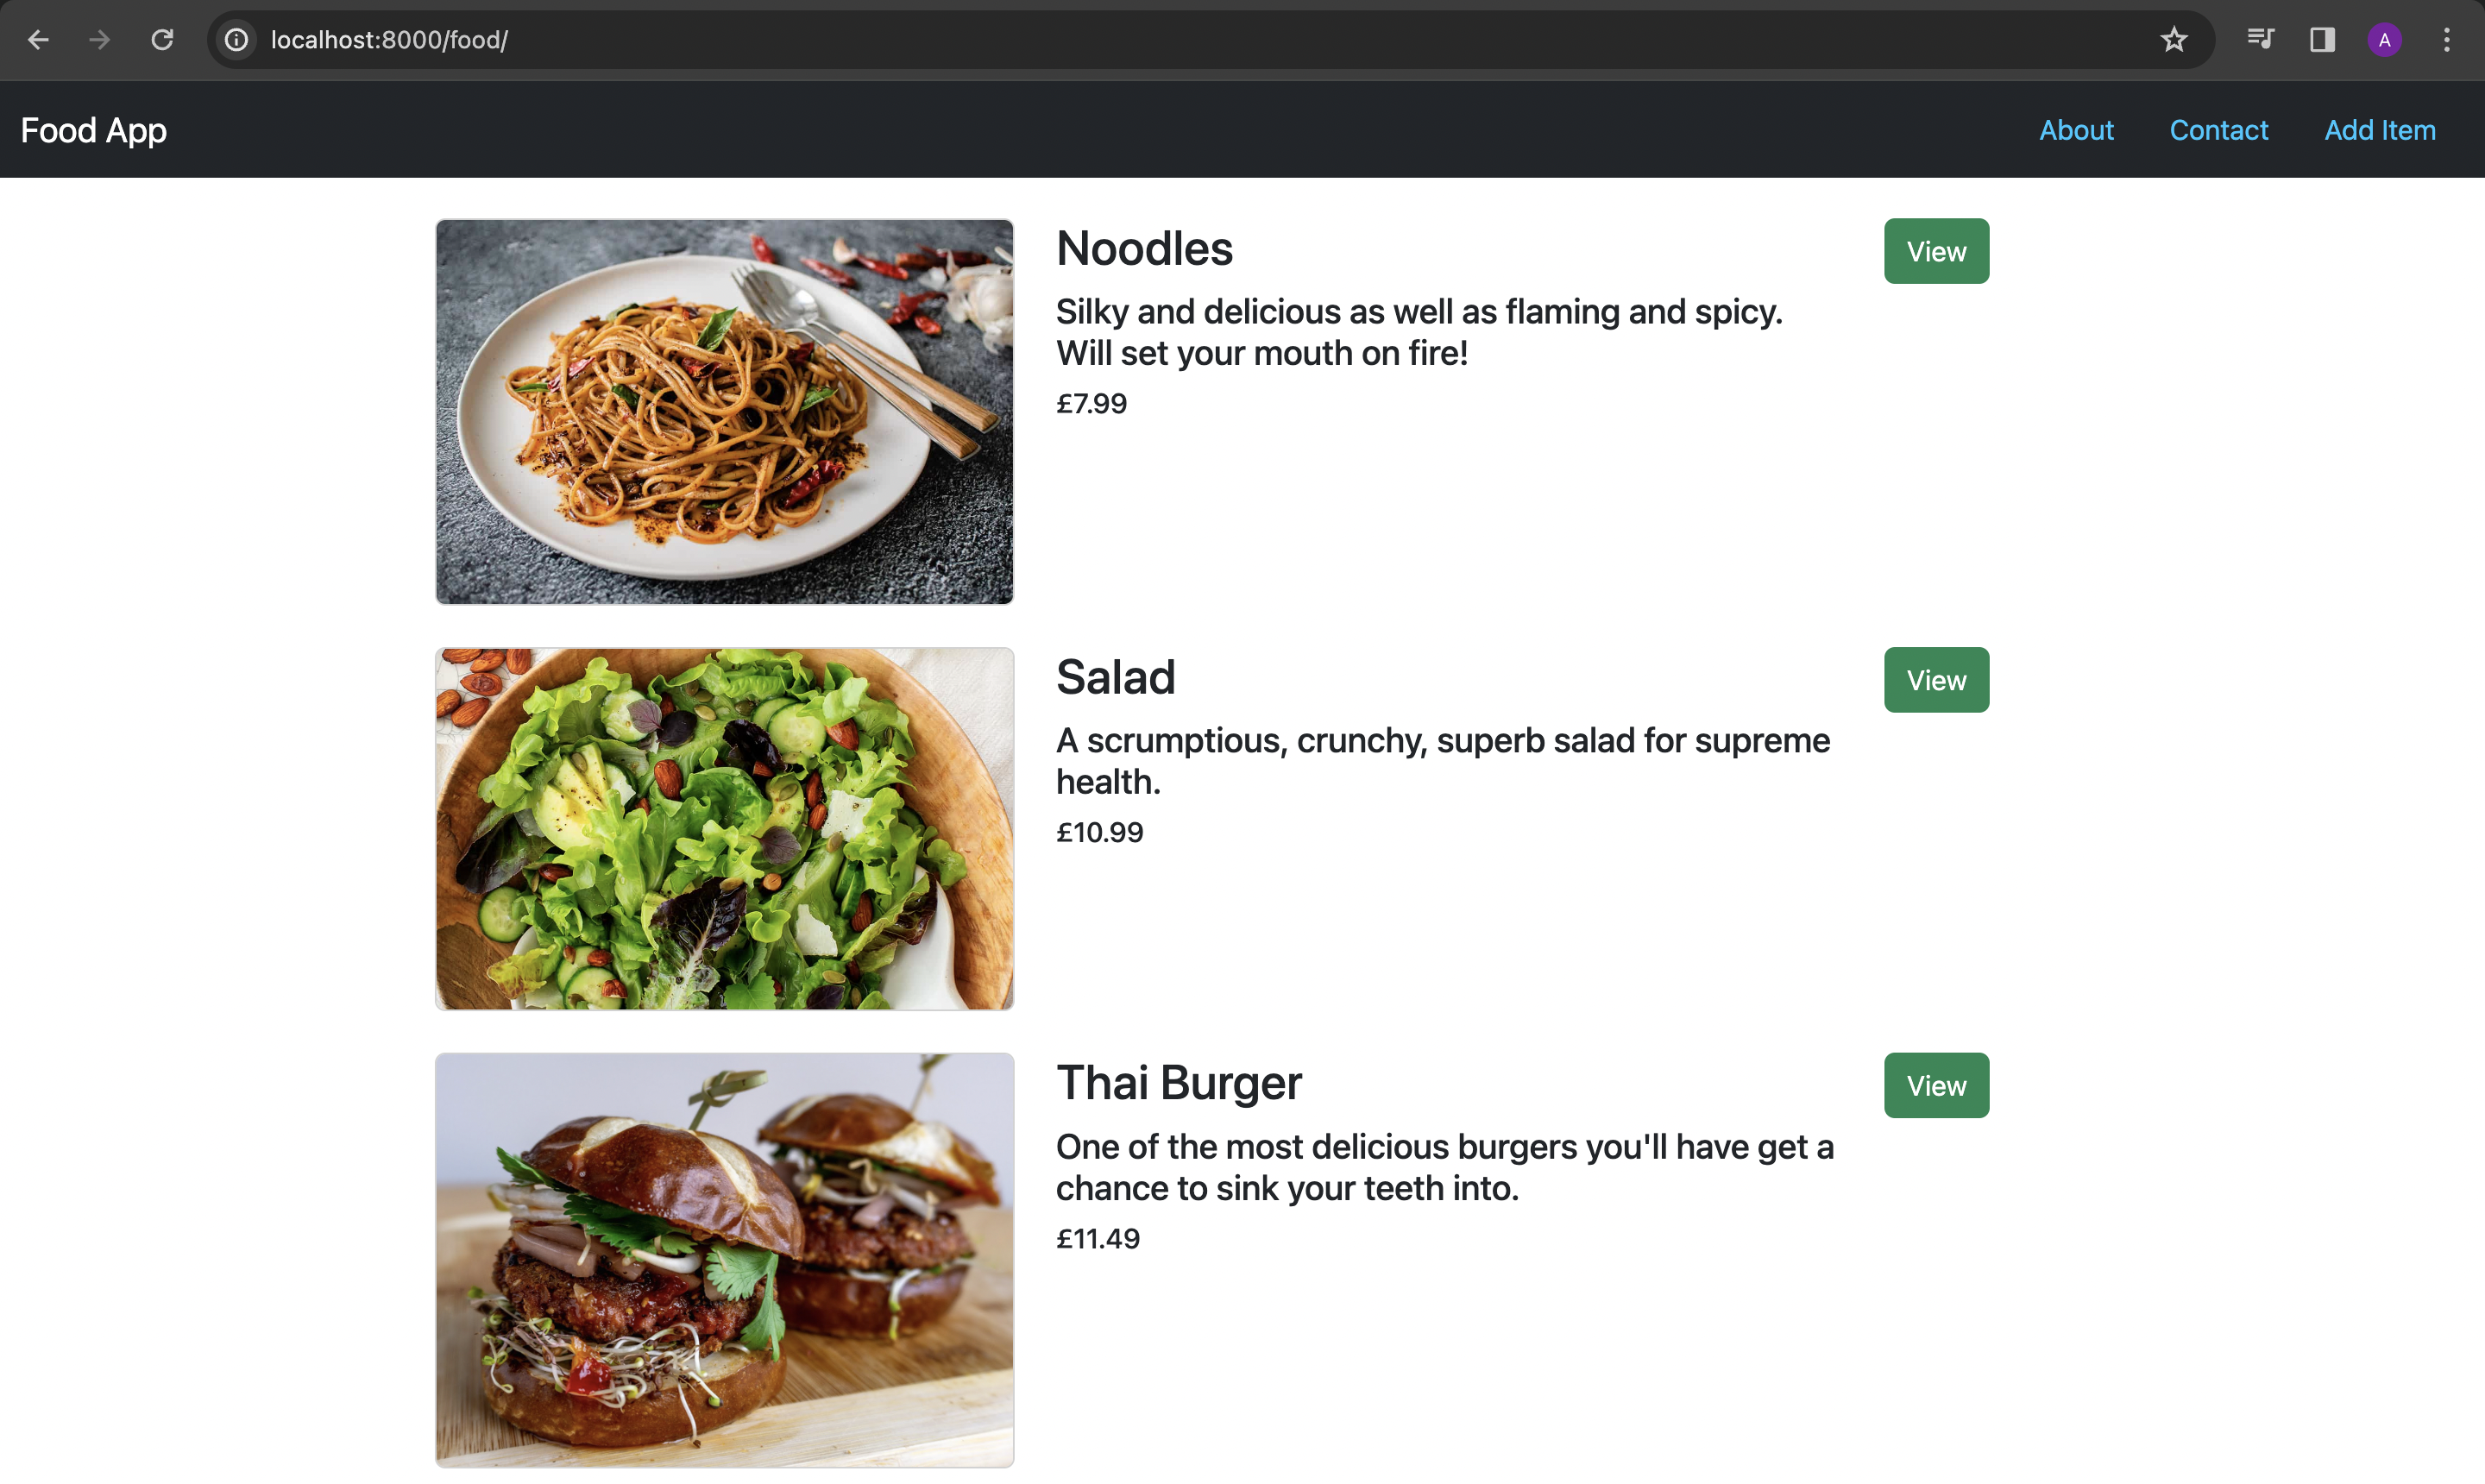 localhost:8000/food/
A
Food App
About
Contact
Add Item
Noodles
View
Silky and delicious as well as flaming and spicy.
Will set your mouth on fire!
£7.99
Salad
View
A scrumptious, crunchy, superb salad for supreme
health.
£10.99
Thai Burger
View
One of the most delicious burgers you'll have get a
chance to sink your teeth into.
£11.49